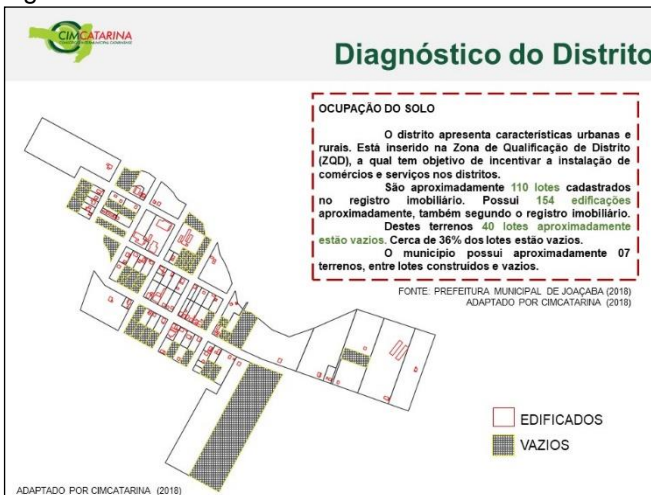 CIMCATARINA
Diagnóstico do Distrito
OCUPAÇÃO DO SOLO
O distrito apresenta características urbanas e
rurais. Está inserido na Zona de Qualificação de Distrito
(ZQD), a qual tem objetivo de incentivar a instalação de
comércios e serviços nos distritos.
São aproximadamente 110 lotes cadastrados
no registro imobiliário. Possui 154 edificações
aproximadamente, também segundo o registro imobiliário.
Destes terrenos 40 lotes aproximadamente
estão vazios. Cerca de 36% dos lotes estão vazios.
O município possui aproximadamente 07
terrenos, entre lotes construídos e vazios.
FONTE: PREFEITURA MUNICIPAL DE JOAÇABA (2018)
ADAPTADO POR CIMCATARINA (2018)
EDIFICADOS
VAZIOS
ADAPTADO POR CIMCATARINA (2018)